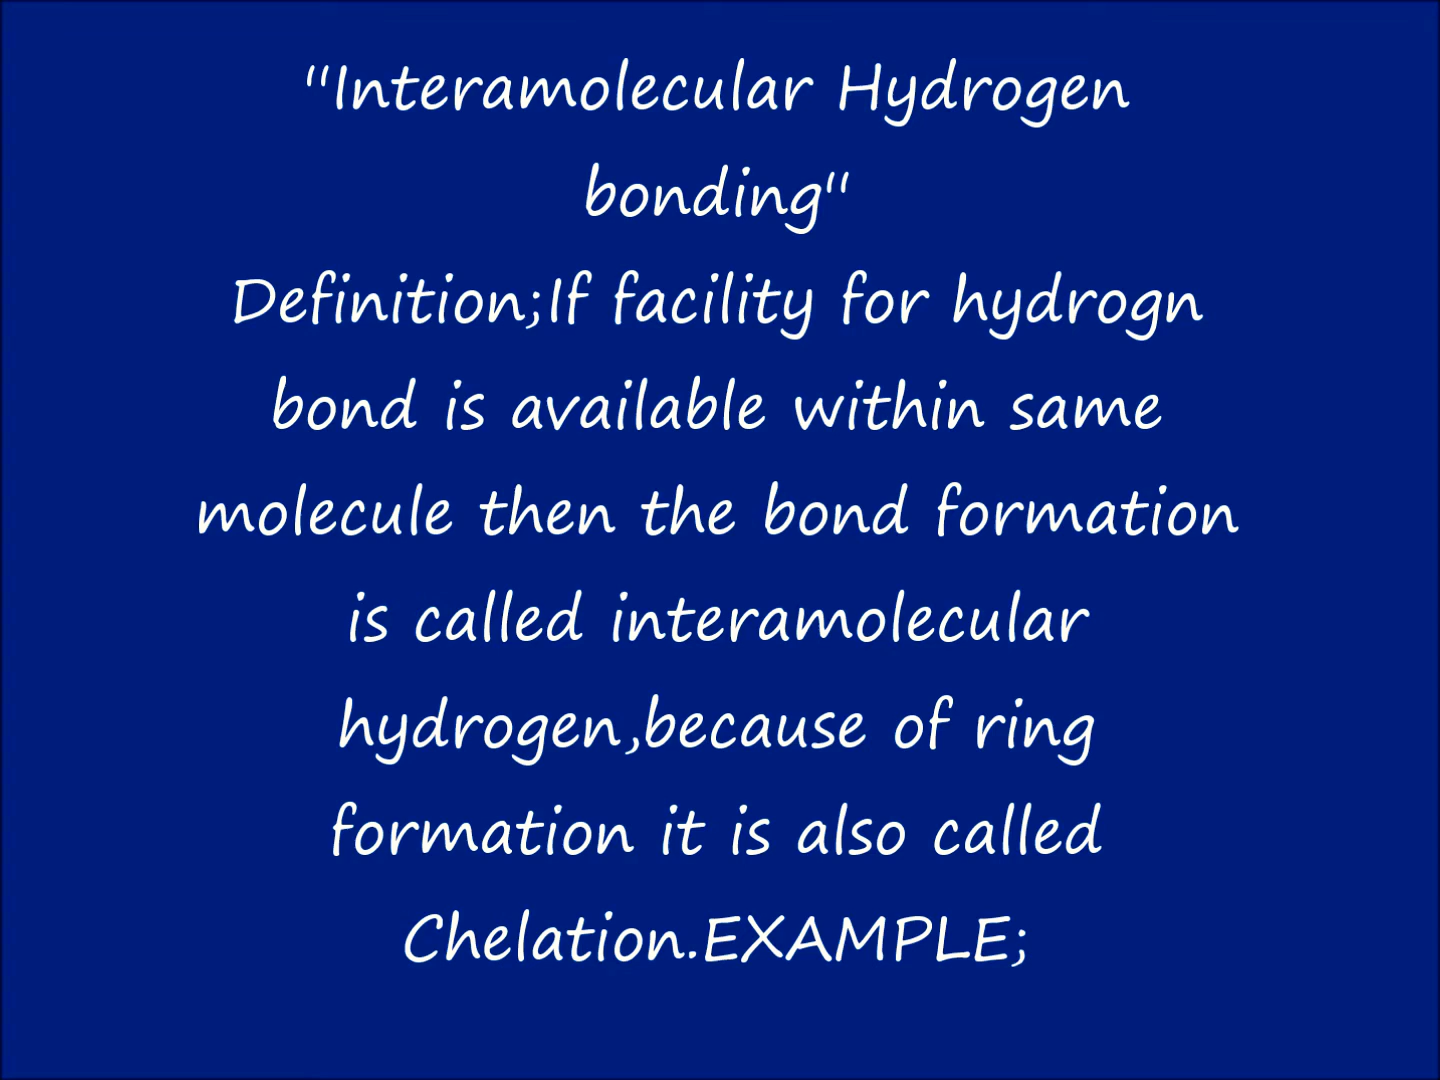 "Interamolecular Hydrogen
bonding"
Definition;If facility for hydrogn
bond is available within same
molecule then the bond formation
is called interamolecular
hydrogen,because of ring
formation it is also called
Chelation.EXAMPLE;